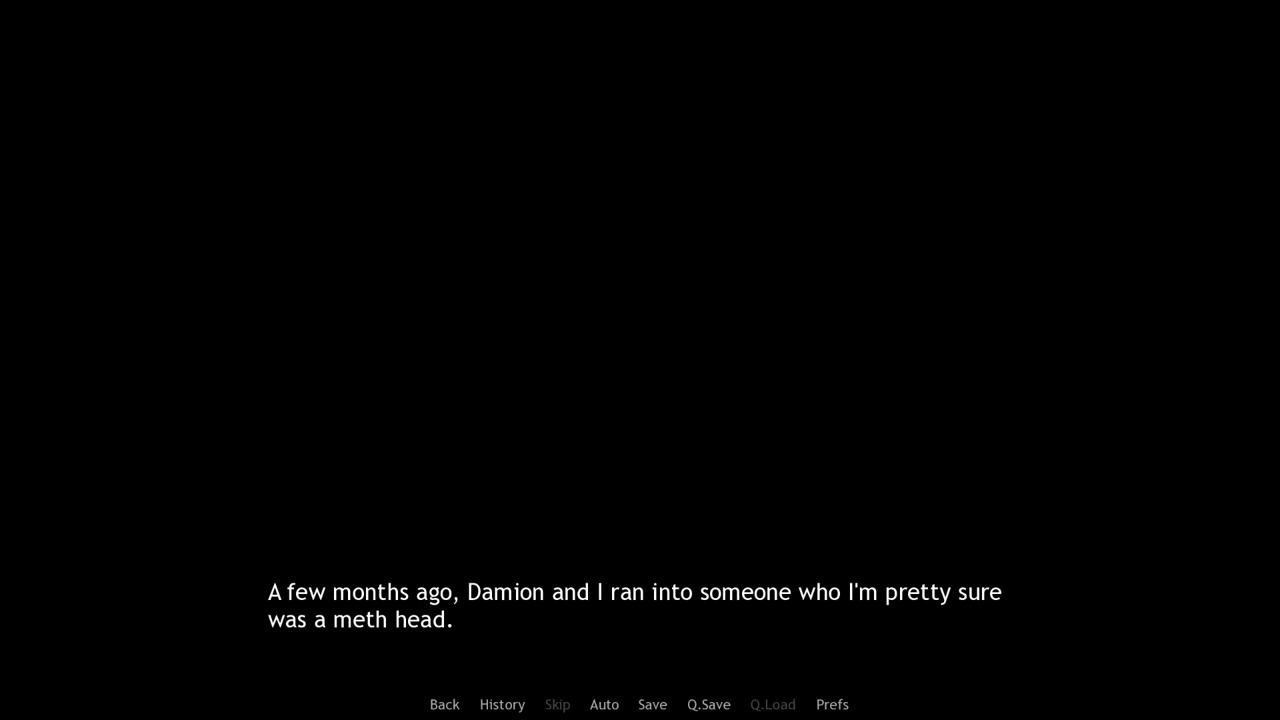 A few months ago, Damion and I ran into someone who I'm pretty sure
was a meth head.
Back History Skip Auto Save Q.Save Q.Load Prefs